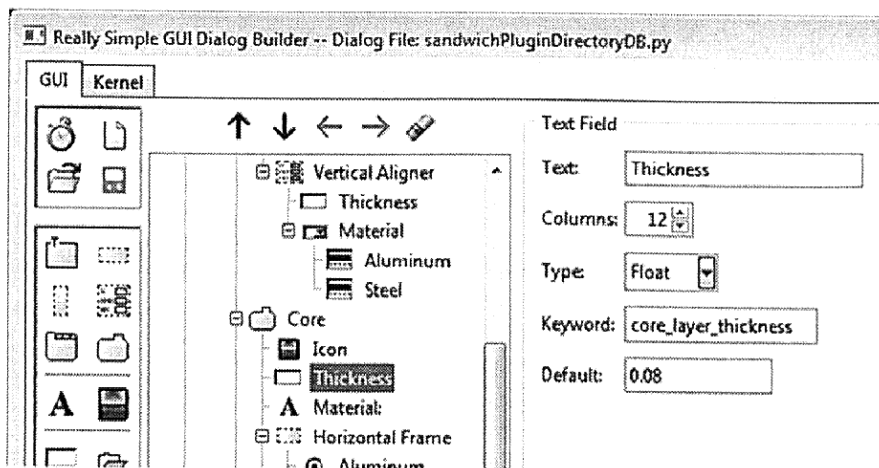 Really Simple GUI Dialog Builder -- Dialog File: sandwichPluginDirectoryDB.py
GUI Kernel
Vertical Aligner
Thickness
Material
Aluminum
Steel
Core
Icon
Thickness
A Material:
Horizontal Frame
Aluminum
A
Text Field
Text: Thickness
Columns: 12
Type: Float
Keyword: core_layer_thickness
Default: 0.08